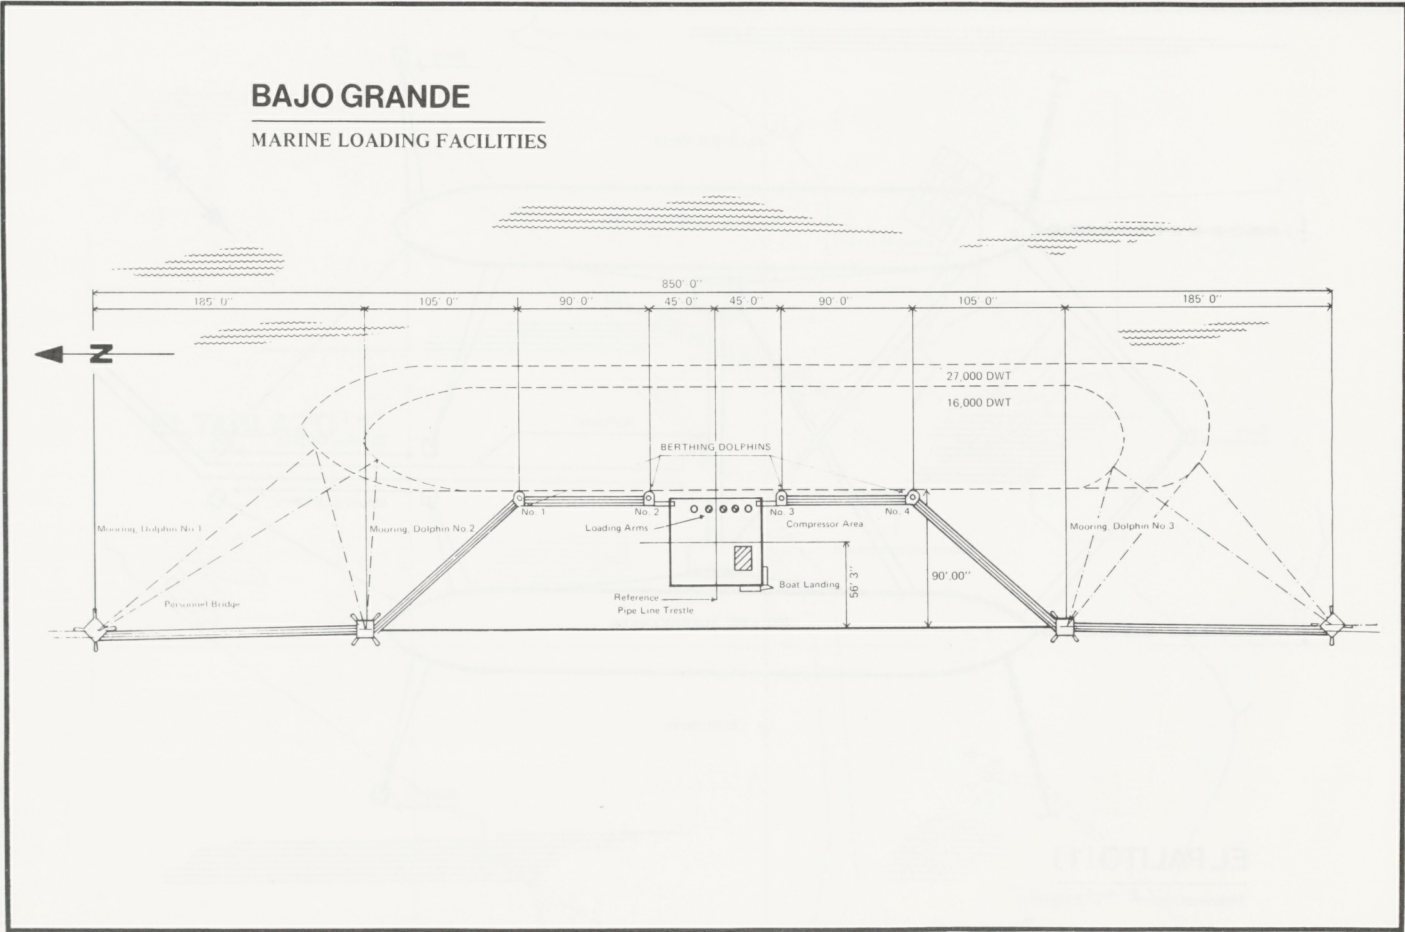 BAJO GRANDE
MARINE LOADING FACILITIES
850' 0"
185' 0" 105' 0" 90' 0" 45' 0" 45' 0" 90' 0" 105' 0" 185' 0"
N
27,000 DWT
16,000 DWT
BERTHING DOLPHINS
No. 1 No. 2 No. 3 No. 4
Mooring, Dolphin No.1
Mooring, Dolphin No.2
Loading Arms
Compressor Area
Mooring, Dolphin No.3
90'.00"
56' 3"
Boat Landing
Personnel Bridge
Reference
Pipe Line Trestle
EL PALITO (1)